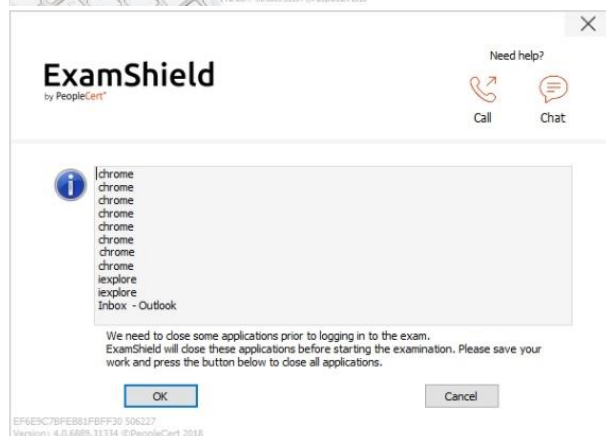 Need help?
ExamShield
by PeopleCert
Call
Chat
chrome
chrome
chrome
chrome
chrome
chrome
chrome
chrome
iexplore
iexplore
Inbox - Outlook
We need to close some applications prior to logging in to the exam.
ExamShield will close these applications before starting the examination. Please save your
work and press the button below to close all applications.
OK
Cancel
EF6E9C7BFEB81FBFF30 506227
Version: 4.0.6889.31334 ©PeopleCert 2018